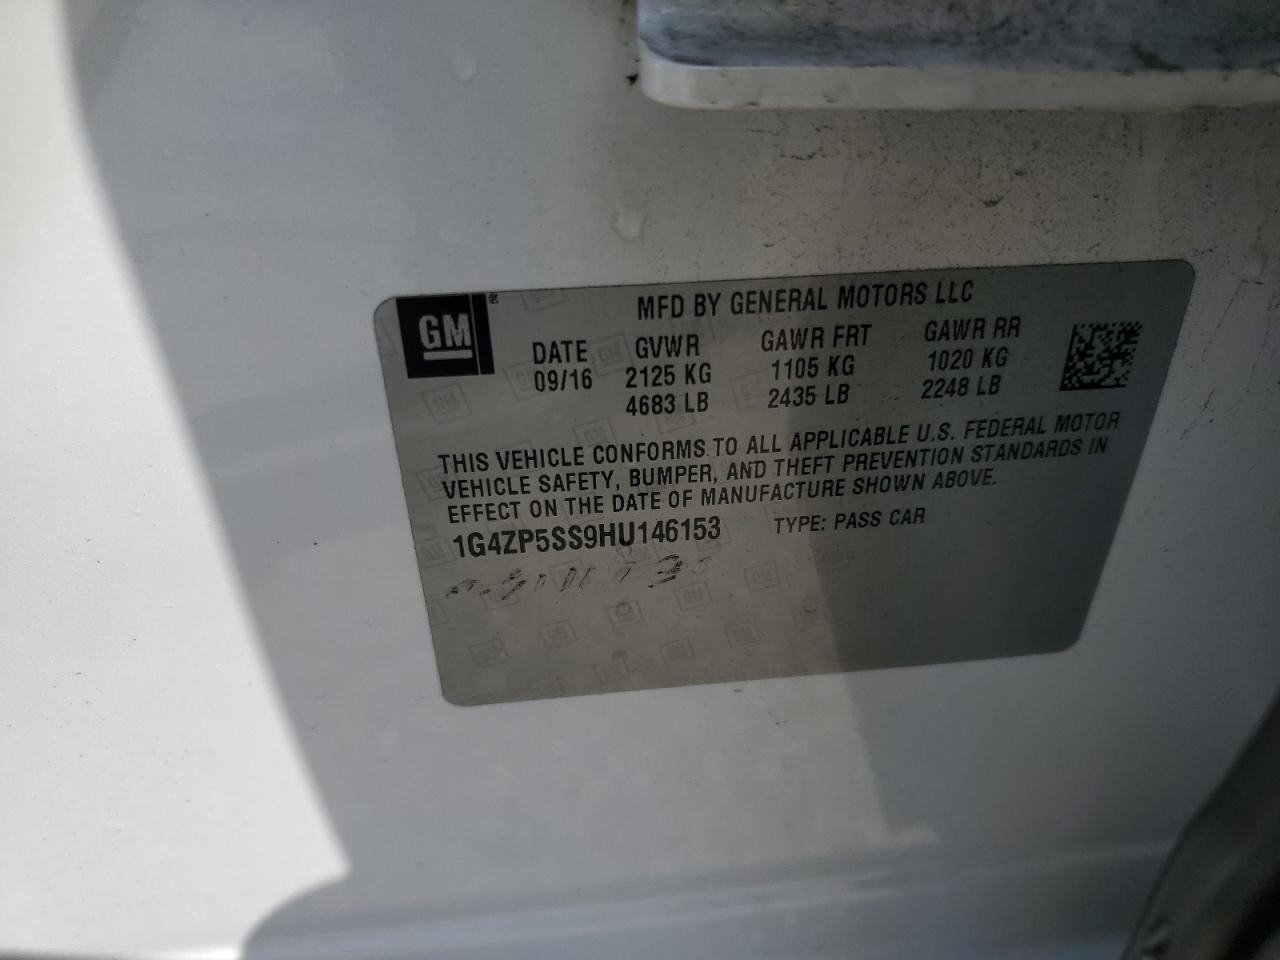 GM
MFD BY GENERAL MOTORS LLC
DATE GVWR GAWR FRT GAWR RR
09/16 2125 KG 1105 KG 1020 KG
4683 LB 2435 LB 2248 LB
THIS VEHICLE CONFORMS TO ALL APPLICABLE U.S. FEDERAL MOTOR
VEHICLE SAFETY, BUMPER, AND THEFT PREVENTION STANDARDS IN
EFFECT ON THE DATE OF MANUFACTURE SHOWN ABOVE.
1G4ZP5SS9HU146153 TYPE: PASS CAR